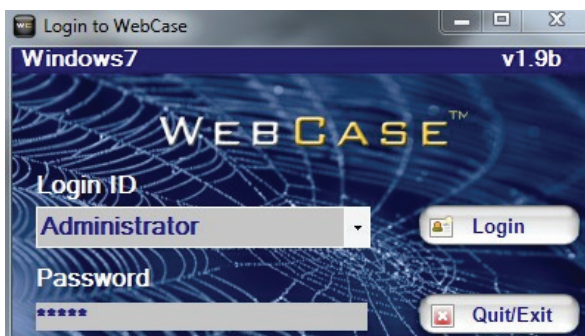 Login to WebCase
Windows7 v1.9b
WEBCASE™
Login ID
Administrator Login
Password
***** Quit/Exit